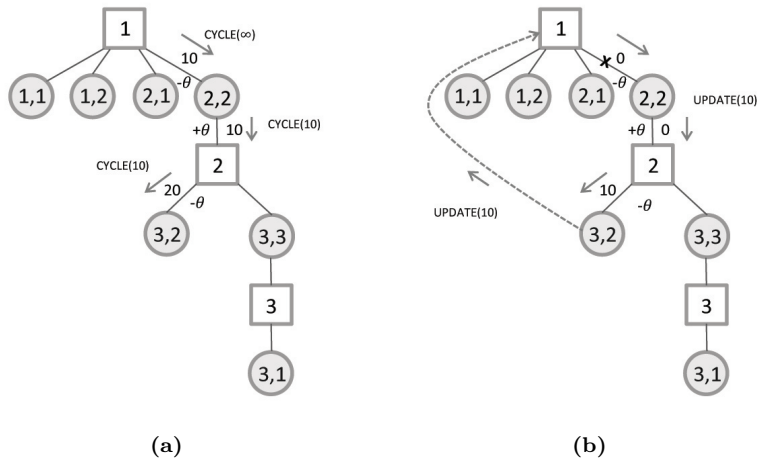 1
CYCLE(∞)
10
-θ
1,1
1,2
2,1
2,2
+θ
10
CYCLE(10)
2
CYCLE(10)
20
-θ
3,2
3,3
3
3,1
(a)
1
x
0
-θ
1,1
1,2
2,1
2,2
UPDATE(10)
+θ
0
2
10
-θ
UPDATE(10)
3,2
3,3
3
3,1
(b)